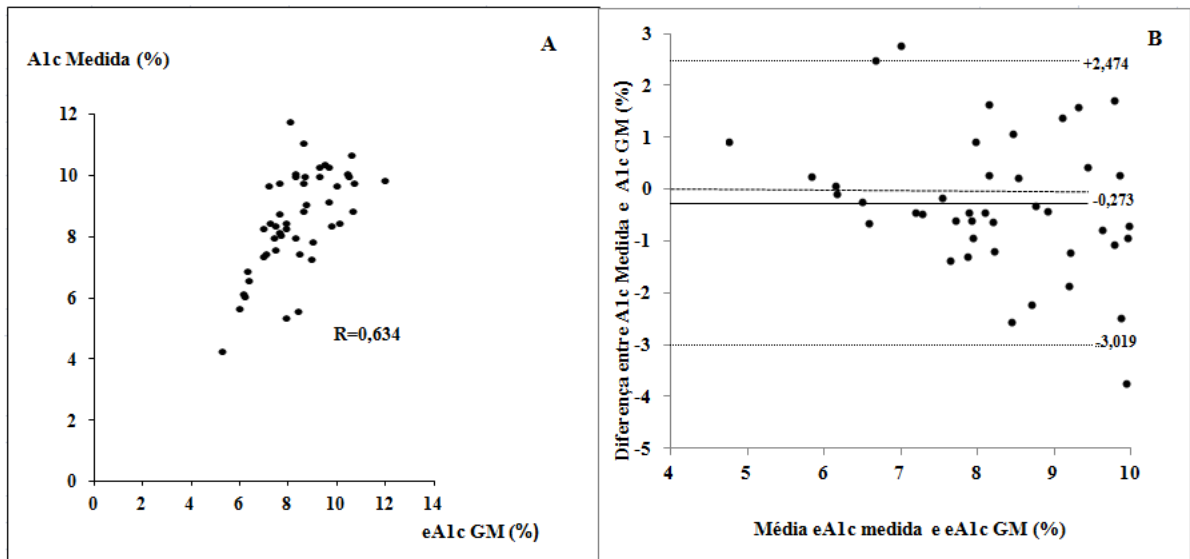 A
A1c Medida (%)
12
10
8
6
4
2
0
R=0,634
0 2 4 6 8 10 12 14
eA1c GM (%)
B
Diferença entre A1c Medida e A1c GM (%)
3
2
1
0
-1
-2
-3
-4
-5
+2,474
-0,273
-3,019
4 5 6 7 8 9 10
Média eA1c medida e eA1c GM (%)